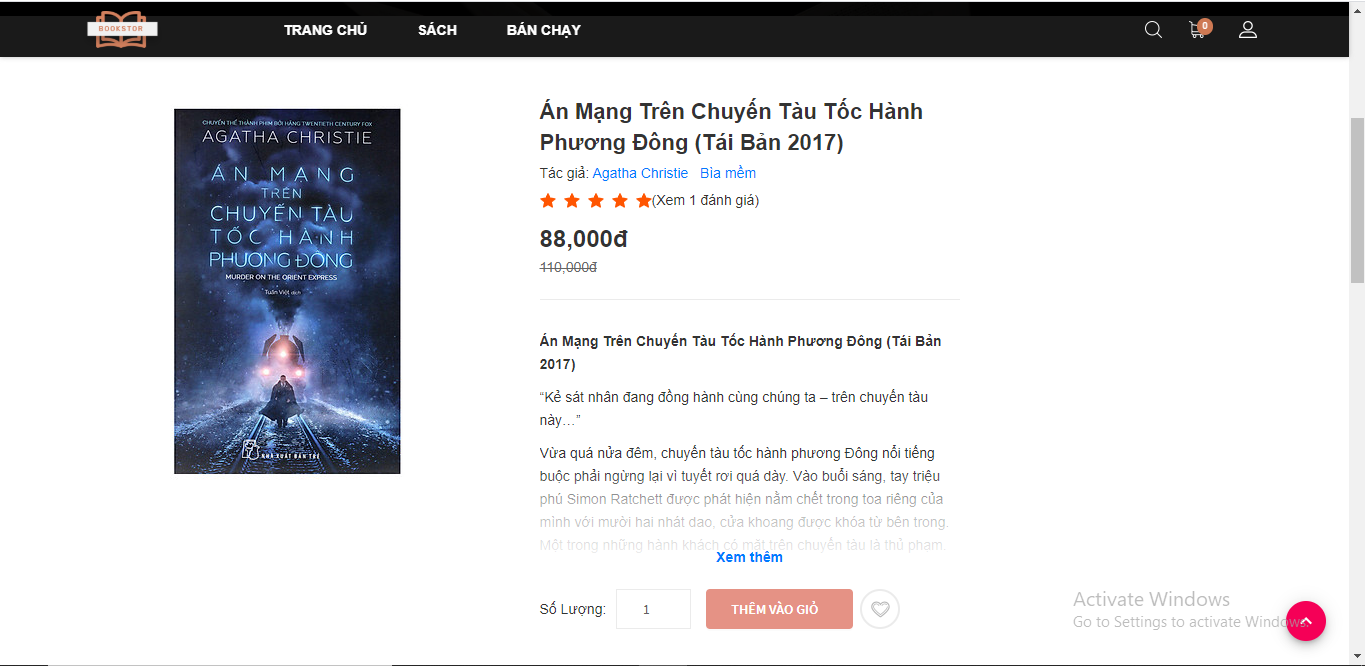 BOOKSTOR
TRANG CHỦ
SÁCH
BÁN CHẠY
0
CHUYỂN THỂ THÀNH PHIM BỞI HÃNG TWENTIETH CENTURY FOX
AGATHA CHRISTIE
ÁN MẠNG
TRÊN
CHUYẾN TÀU
TỐC HÀNH
PHƯƠNG ĐÔNG
MURDER ON THE ORIENT EXPRESS
Tuấn Việt dịch
NHÀ XUẤT BẢN TRẺ
Án Mạng Trên Chuyến Tàu Tốc Hành
Phương Đông (Tái Bản 2017)
Tác giả: Agatha Christie Bìa mềm
(Xem 1 đánh giá)
88,000đ
110,000đ
Án Mạng Trên Chuyến Tàu Tốc Hành Phương Đông (Tái Bản
2017)
“Kẻ sát nhân đang đồng hành cùng chúng ta – trên chuyến tàu
này…”
Vừa quá nửa đêm, chuyến tàu tốc hành phương Đông nổi tiếng
buộc phải ngừng lại vì tuyết rơi quá dày. Vào buổi sáng, tay triệu
phú Simon Ratchett được phát hiện nằm chết trong toa riêng của
mình với mười hai nhát dao, cửa khoang được khóa từ bên trong.
Một trong những hành khách có mặt trên chuyến tàu là thủ phạm.
Xem thêm
Số Lượng: 1
THÊM VÀO GIỎ
Activate Windows
Go to Settings to activate Windows.